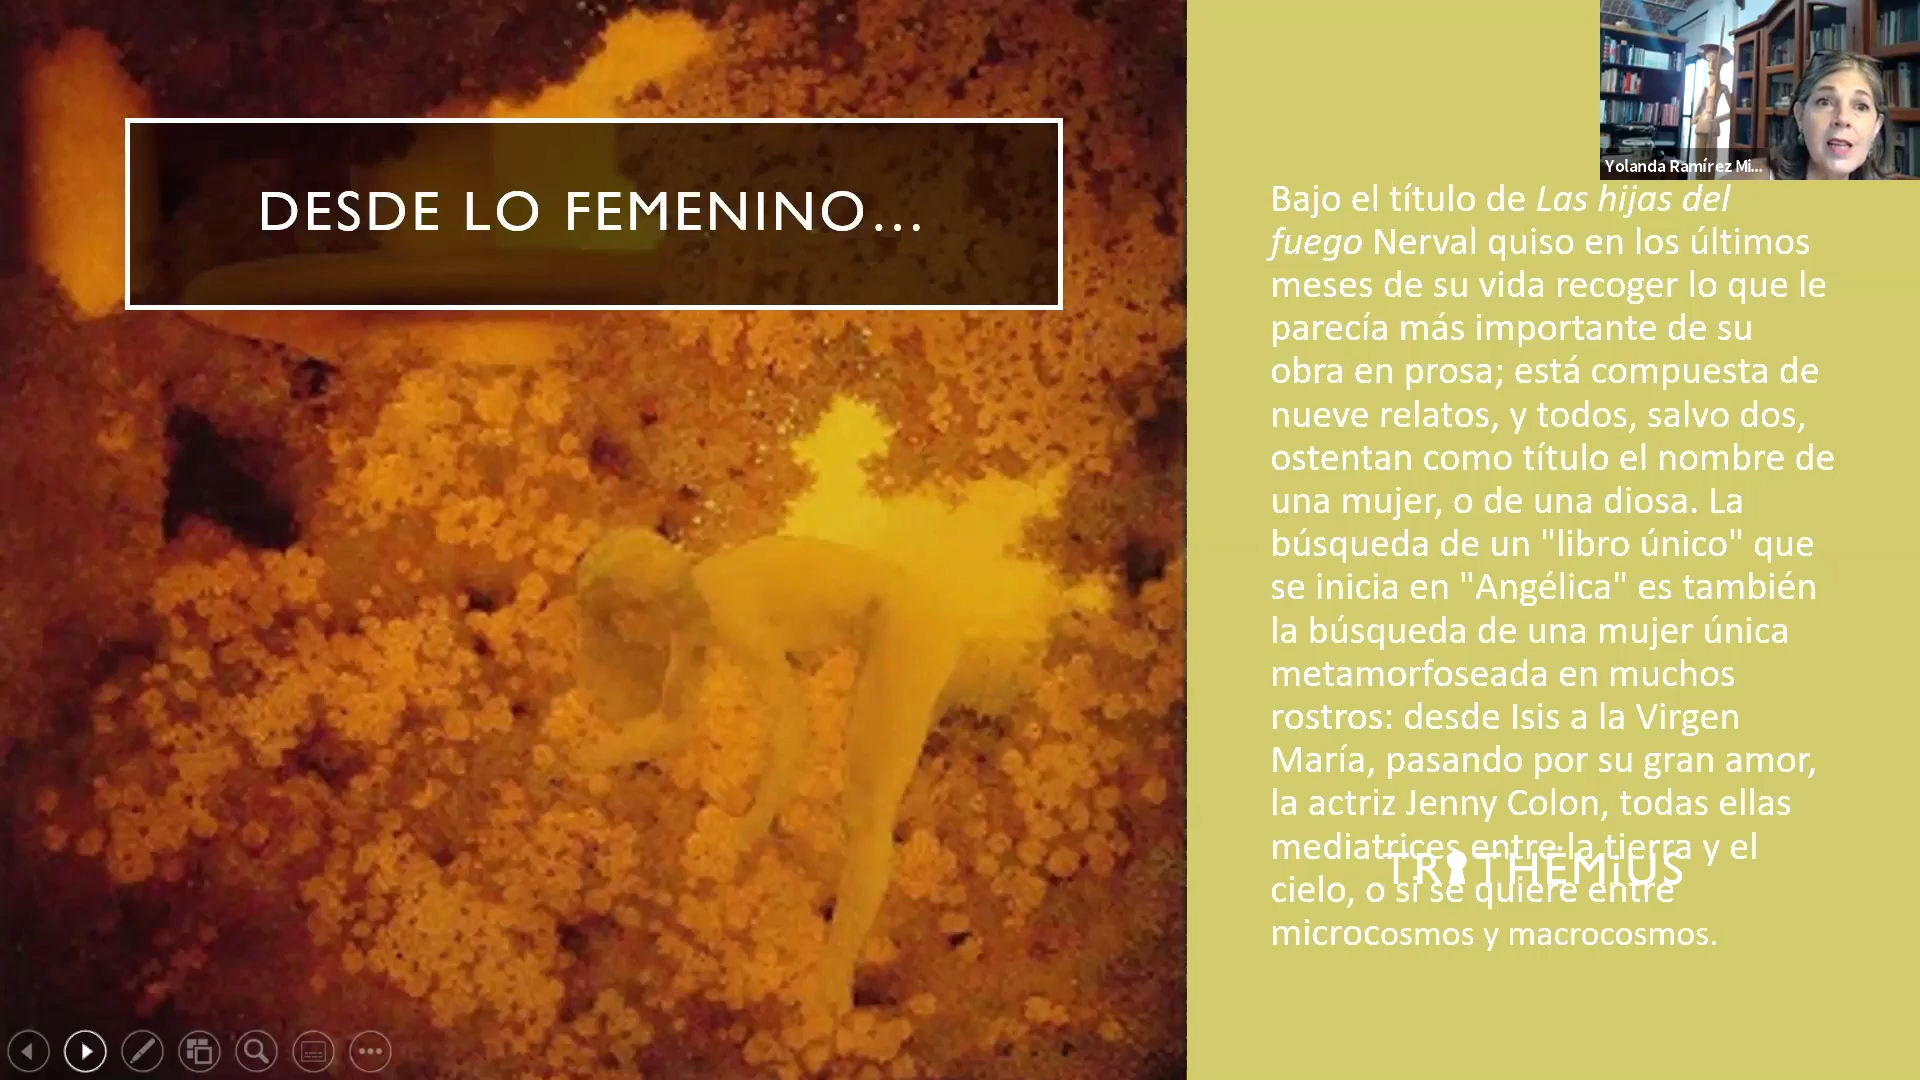 DESDE LO FEMENINO...
Yolanda Ramírez Mi...
Bajo el título de Las hijas del
fuego Nerval quiso en los últimos
meses de su vida recoger lo que le
parecía más importante de su
obra en prosa; está compuesta de
nueve relatos, y todos, salvo dos,
ostentan como título el nombre de
una mujer, o de una diosa. La
búsqueda de un "libro único" que
se inicia en "Angélica" es también
la búsqueda de una mujer única
metamorfoseada en muchos
rostros: desde Isis a la Virgen
María, pasando por su gran amor,
la actriz Jenny Colon, todas ellas
mediatrices entre la tierra y el
cielo, o si se quiere entre
microcosmos y macrocosmos.
TRiTHEMiUS